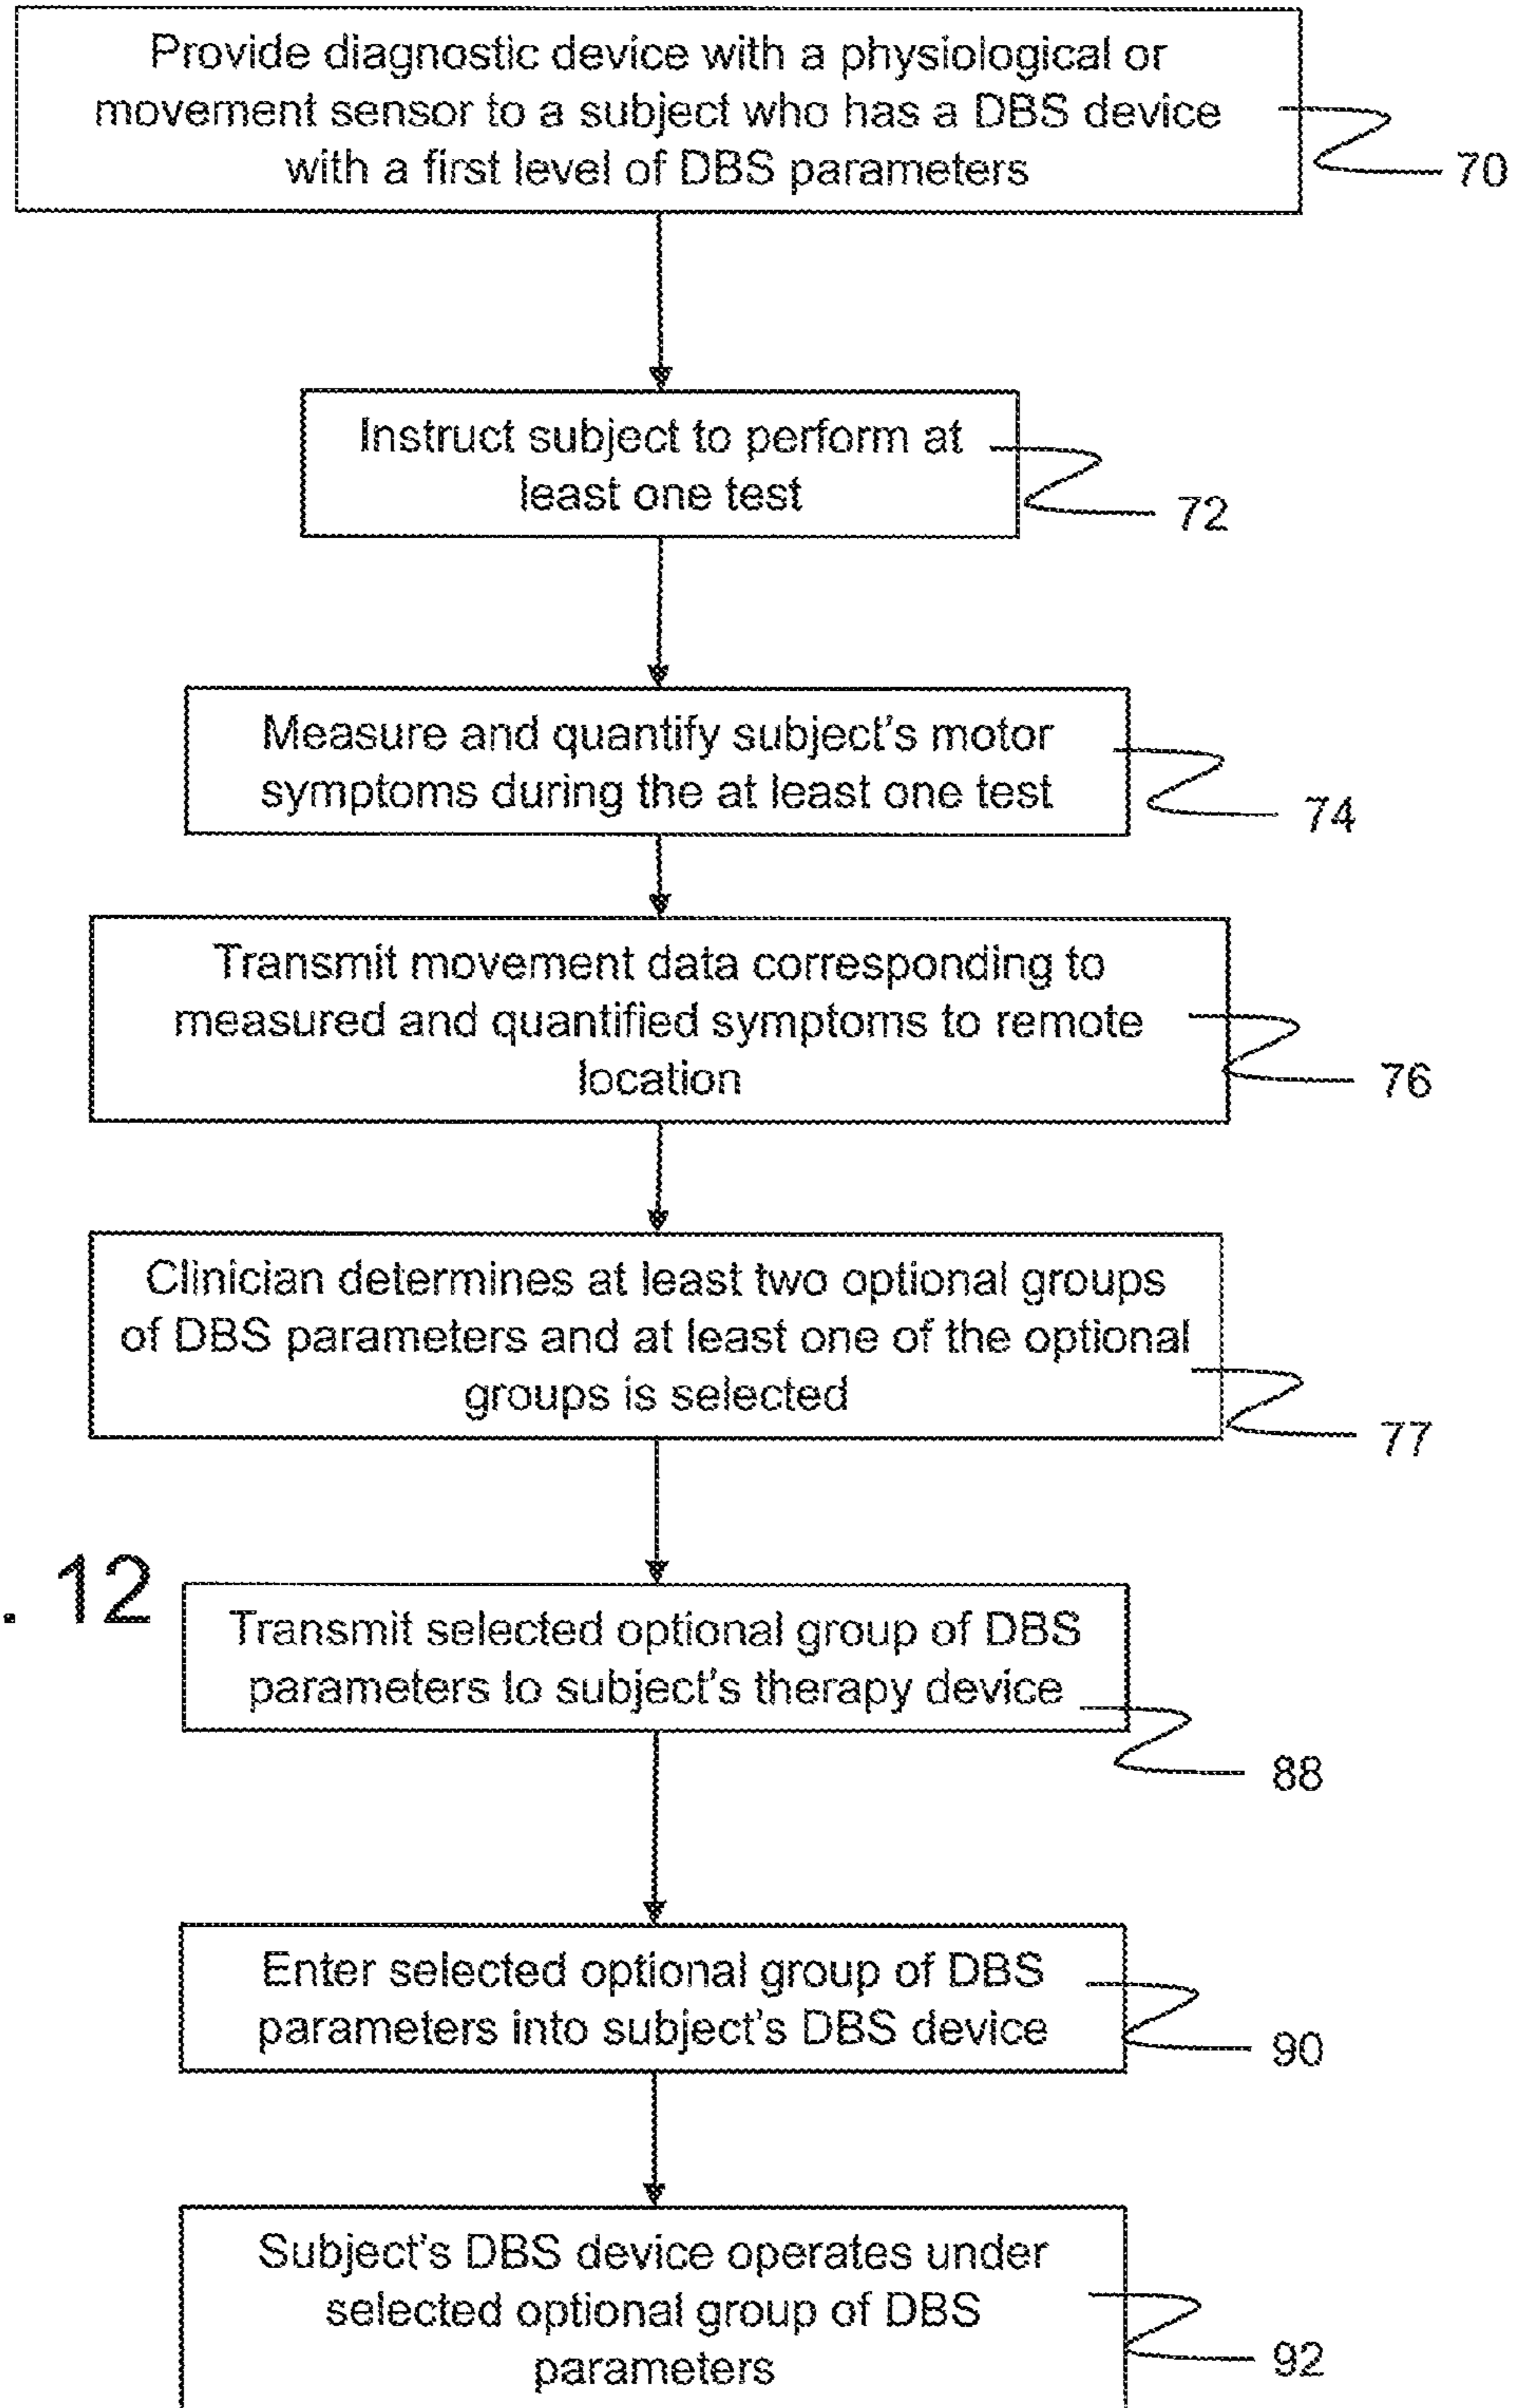 Provide diagnostic device with a physiological or
movement sensor to a subject who has a DBS device
with a first level of DBS parameters
70
Instruct subject to perform at
least one test
72
Measure and quantify subject's motor
symptoms during the at least one test
74
Transmit movement data corresponding to
measured and quantified symptoms to remote
location
76
Clinician determines at least two optional groups
of DBS parameters and at least one of the optional
groups is selected
77
. 12
Transmit selected optional group of DBS
parameters to subject's therapy device
88
Enter selected optional group of DBS
parameters into subject's DBS device
90
Subject's DBS device operates under
selected optional group of DBS
parameters
92